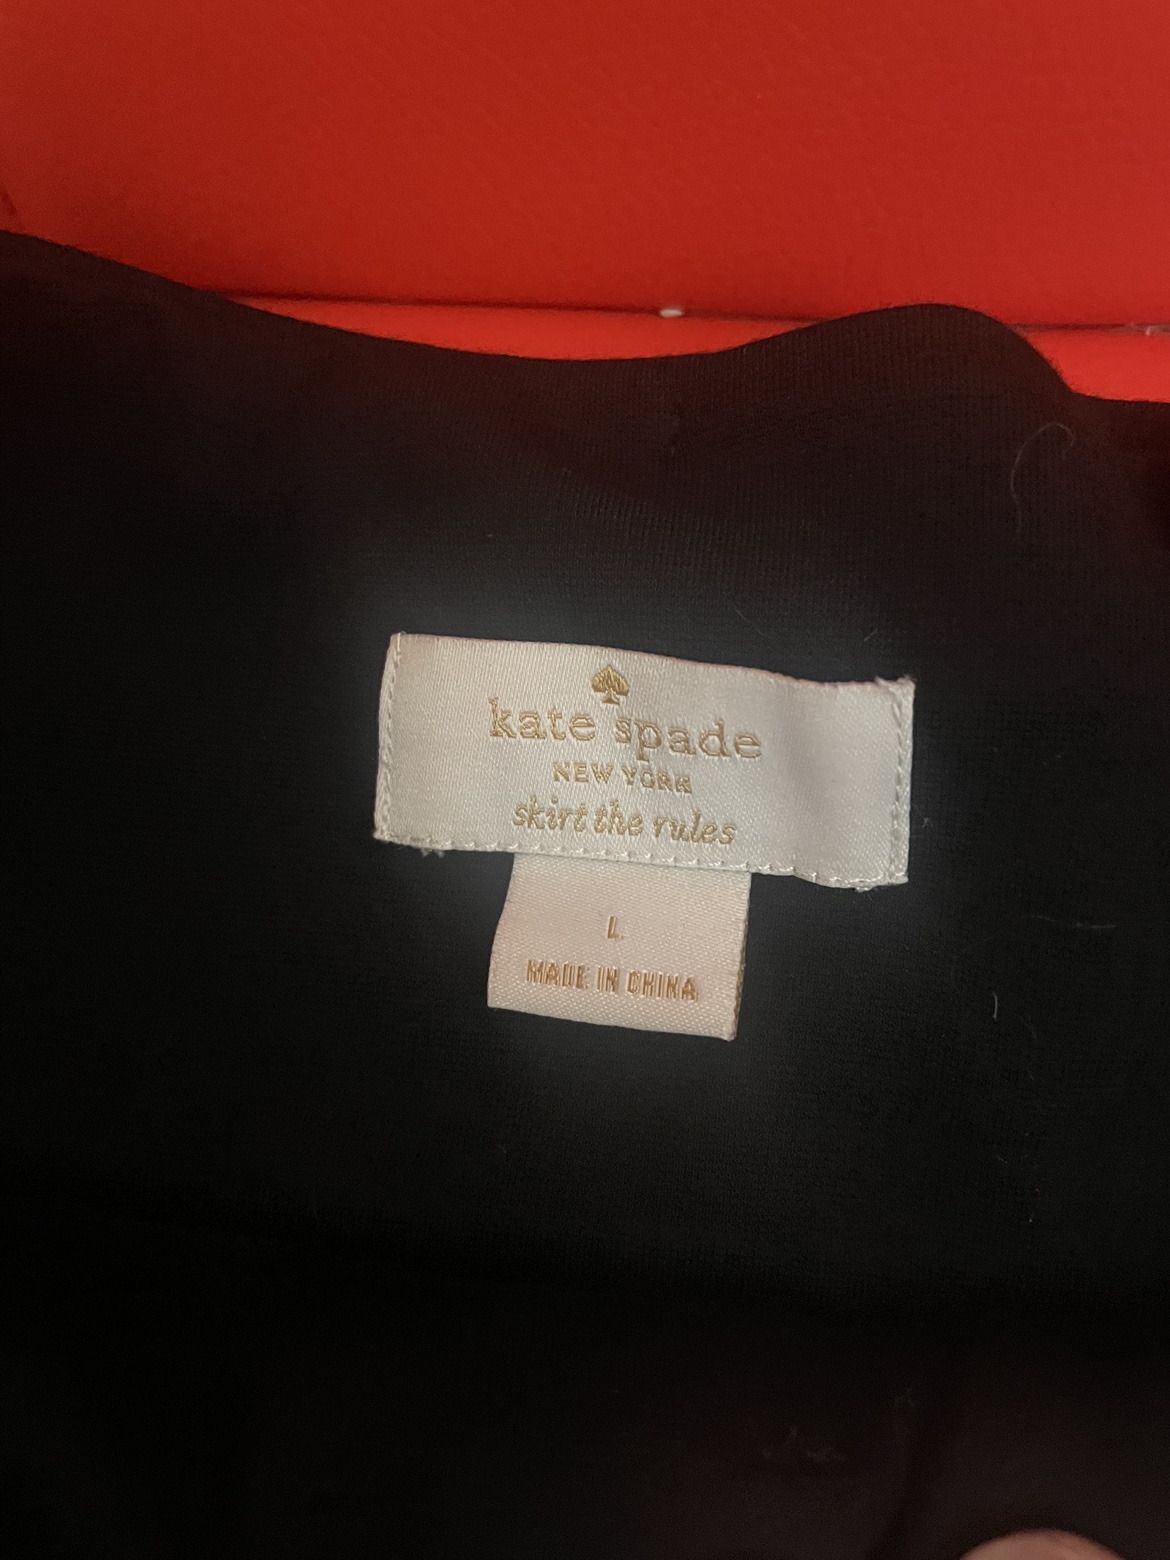 kate spade
NEW YORK
skirt the rules
L
MADE IN CHINA